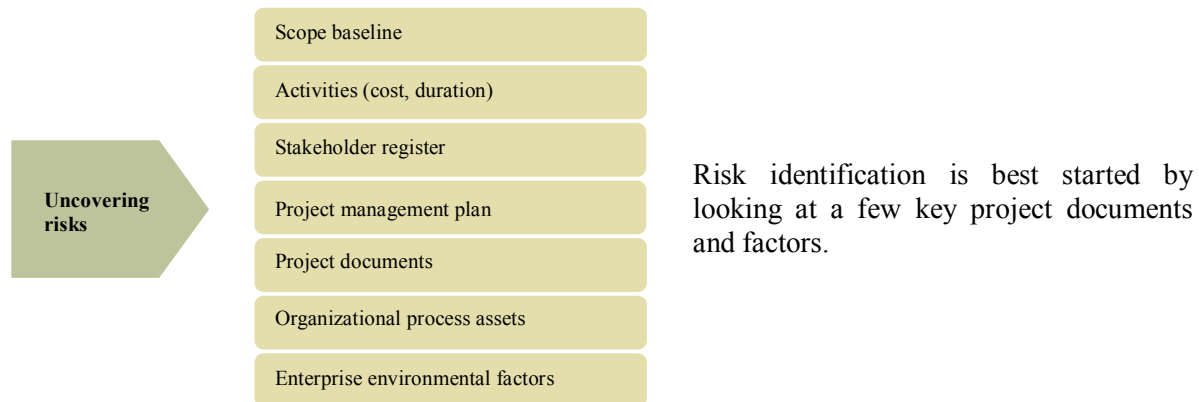 Uncovering
risks
Scope baseline
Activities (cost, duration)
Stakeholder register
Project management plan
Project documents
Organizational process assets
Enterprise environmental factors
Risk identification is best started by
looking at a few key project documents
and factors.